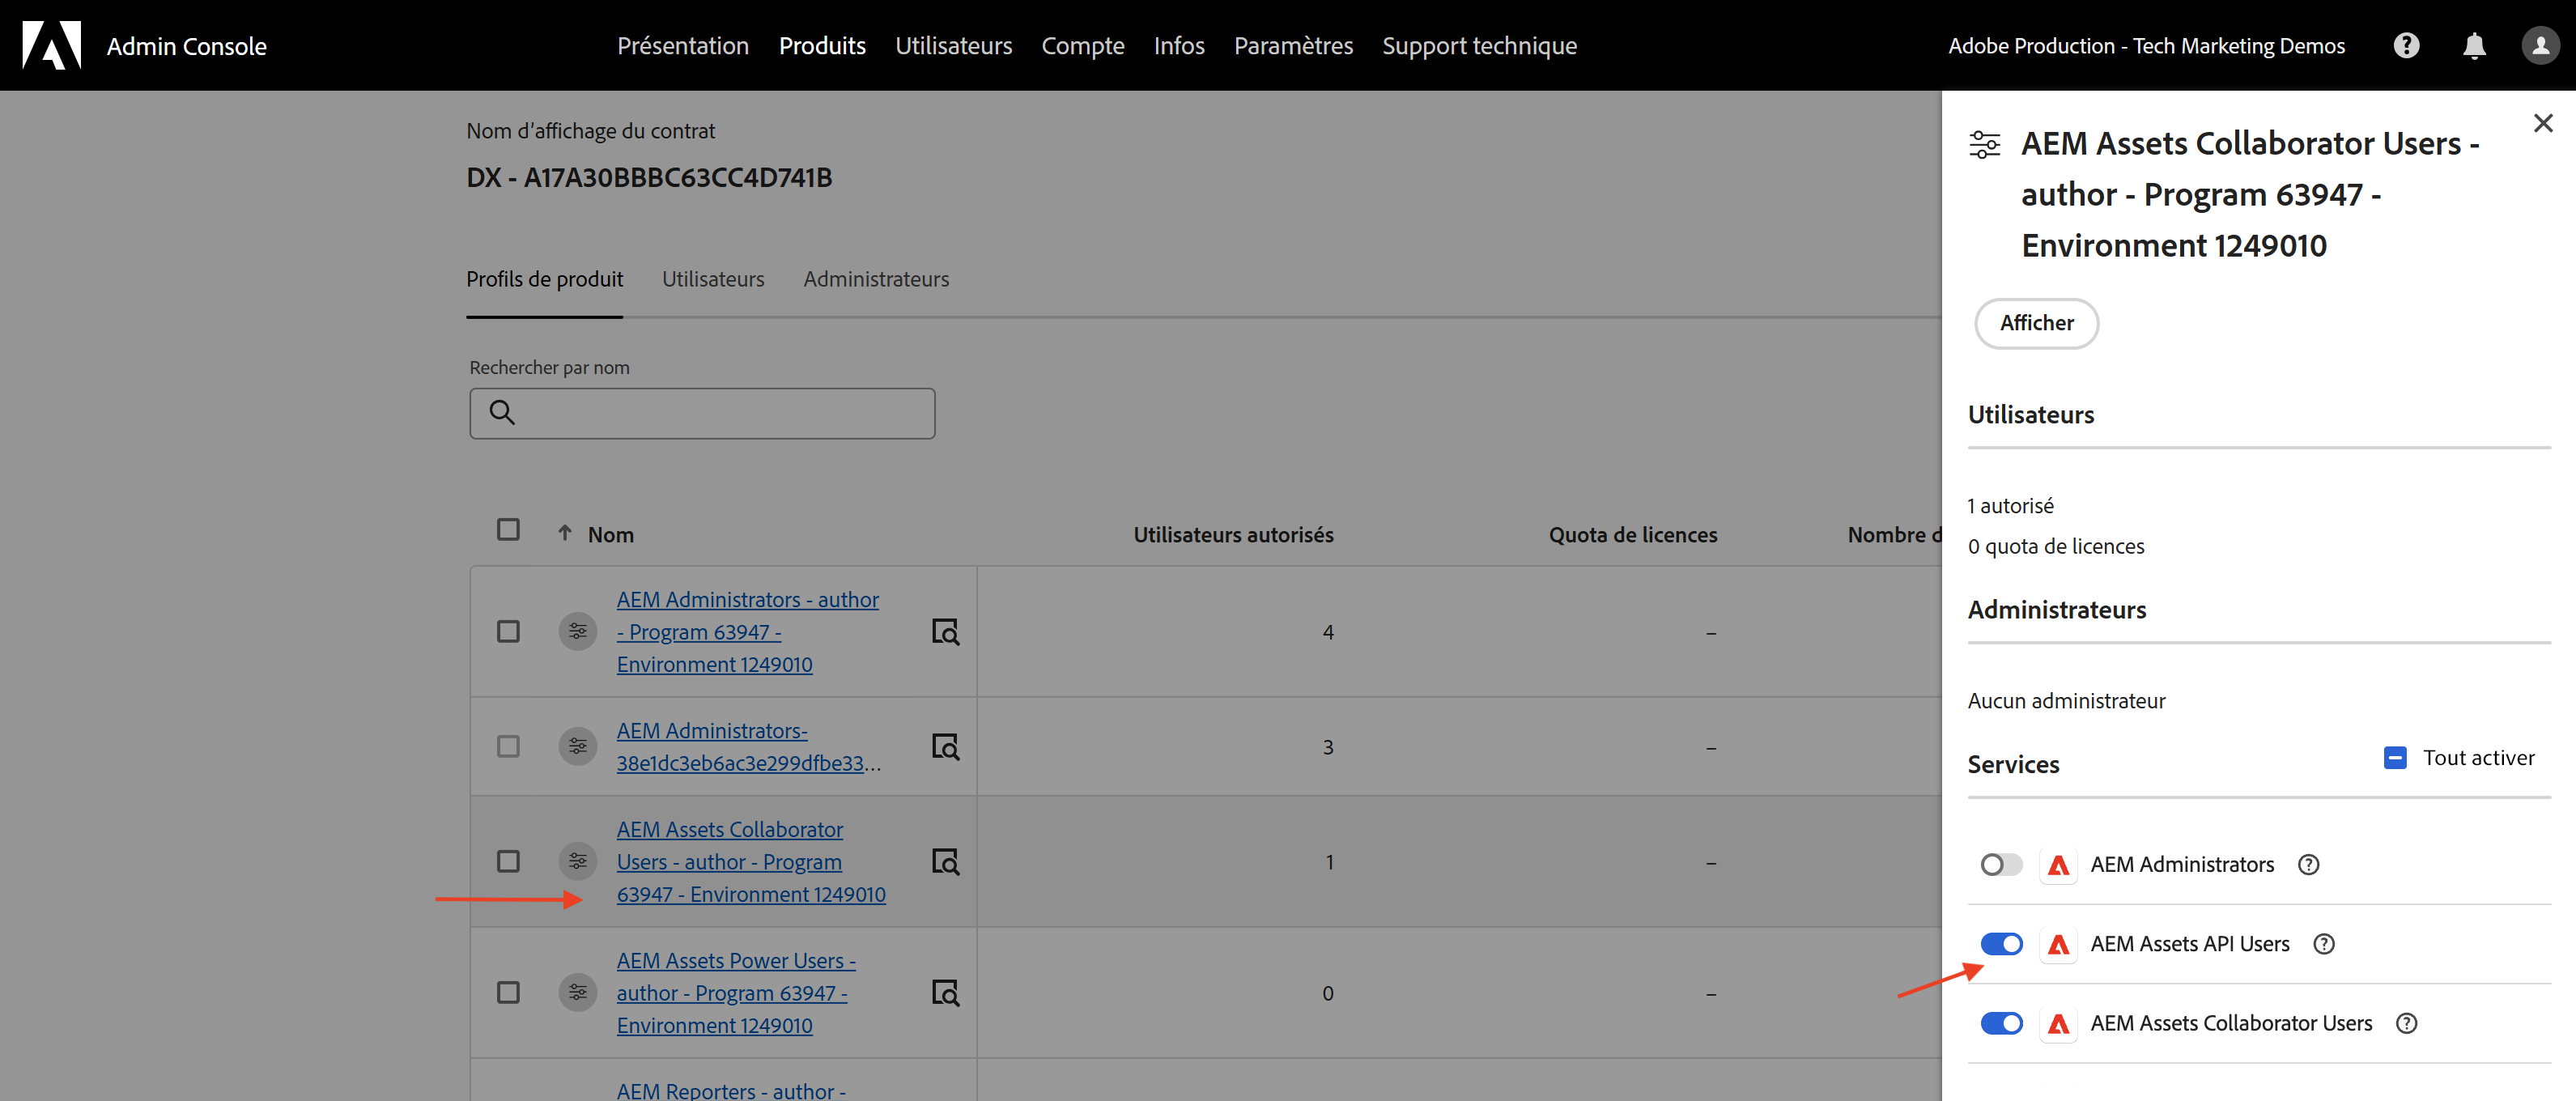 Admin Console
Présentation Produits Utilisateurs Compte Infos Paramètres Support technique
Adobe Production - Tech Marketing Demos
Nom d'affichage du contrat
DX - A17A30BBBC63CC4D741B
Profils de produit Utilisateurs Administrateurs
Rechercher par nom
Nom Utilisateurs autorisés Quota de licences Nombre d
AEM Administrators - author
- Program 63947 -
Environment 1249010
4 –
AEM Administrators-
38e1dc3eb6ac3e299dfbe33...
3 –
AEM Assets Collaborator
Users - author - Program
63947 - Environment 1249010
1 –
AEM Assets Power Users -
author - Program 63947 -
Environment 1249010
0 –
AEM Reporters - author -
AEM Assets Collaborator Users -
author - Program 63947 -
Environment 1249010
Afficher
Utilisateurs
1 autorisé
0 quota de licences
Administrateurs
Aucun administrateur
Services Tout activer
AEM Administrators
AEM Assets API Users
AEM Assets Collaborator Users